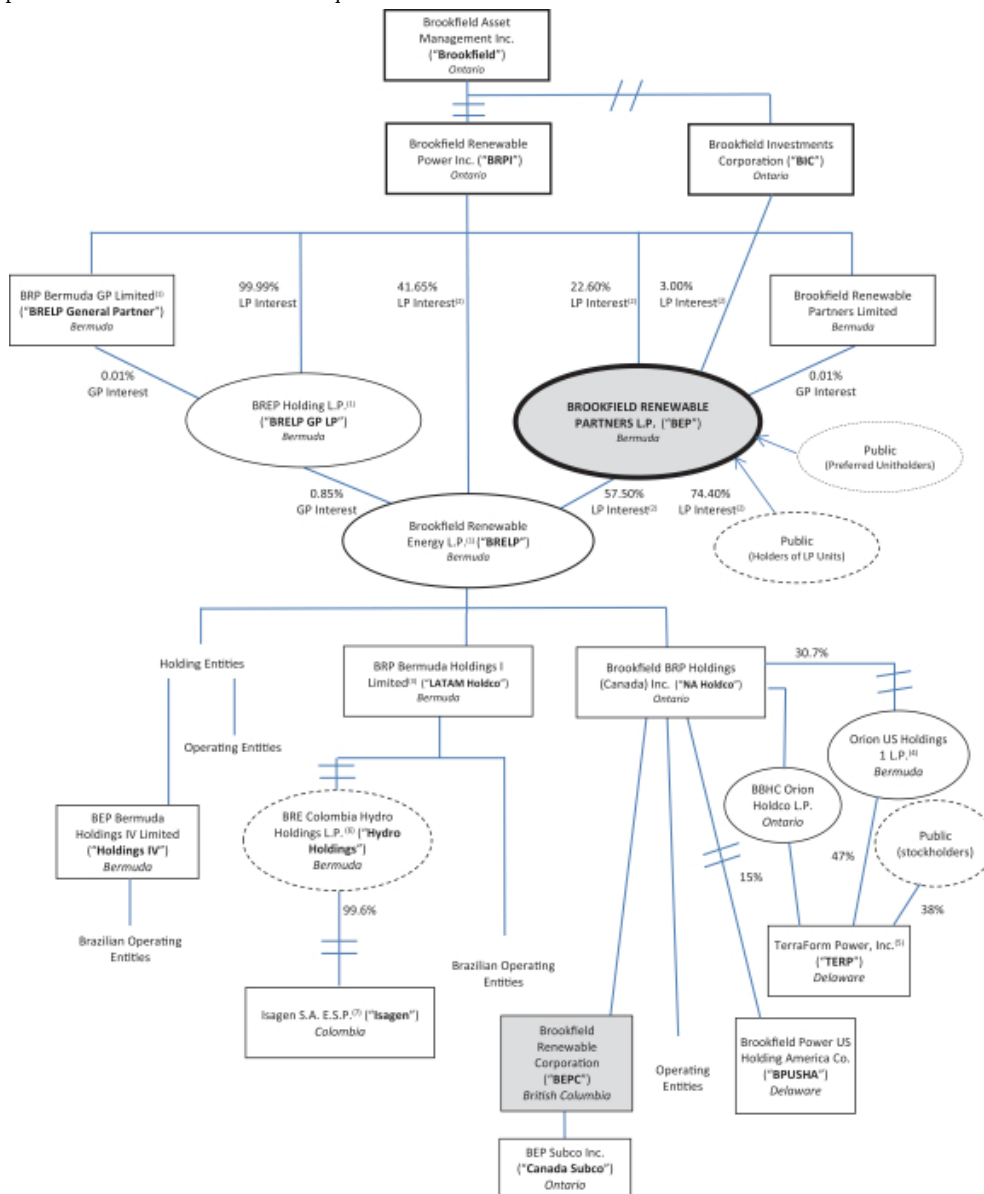 Brookfield Asset
Management Inc.
("Brookfield")
Ontario
Brookfield Renewable
Power Inc. ("BRPI")
Ontario
Brookfield Investments
Corporation ("BIC")
Ontario
BRP Bermuda GP Limited(1)
("BRELP General Partner")
Bermuda
99.99%
LP Interest
41.65%
LP Interest(2)
22.60%
LP Interest(2)
3.00%
LP Interest(2)
Brookfield Renewable
Partners Limited
Bermuda
0.01%
GP Interest
BREP Holding L.P.(1)
("BRELP GP LP")
Bermuda
BROOKFIELD RENEWABLE
PARTNERS L.P. ("BEP")
Bermuda
0.01%
GP Interest
Public
(Preferred Unitholders)
0.85%
GP Interest
57.50%
LP Interest(2)
74.40%
LP Interest(2)
Brookfield Renewable
Energy L.P.(1) ("BRELP")
Bermuda
Public
(Holders of LP Units)
Holding Entities
BRP Bermuda Holdings I
Limited(3) ("LATAM Holdco")
Bermuda
Brookfield BRP Holdings
(Canada) Inc. ("NA Holdco")
Ontario
30.7%
Operating Entities
Orion US Holdings
1 L.P.(4)
Bermuda
BBHC Orion
Holdco L.P.
Ontario
BEP Bermuda
Holdings IV Limited
("Holdings IV")
Bermuda
BRE Colombia Hydro
Holdings L.P. (6) ("Hydro
Holdings")
Bermuda
Public
(stockholders)
47%
15%
38%
99.6%
Brazilian Operating
Entities
Brazilian Operating
Entities
TerraForm Power, Inc.(5)
("TERP")
Delaware
Isagen S.A. E.S.P.(7) ("Isagen")
Colombia
Brookfield
Renewable
Corporation
("BEPC")
British Columbia
Operating
Entities
Brookfield Power US
Holding America Co.
("BPUSHA")
Delaware
BEP Subco Inc.
("Canada Subco")
Ontario